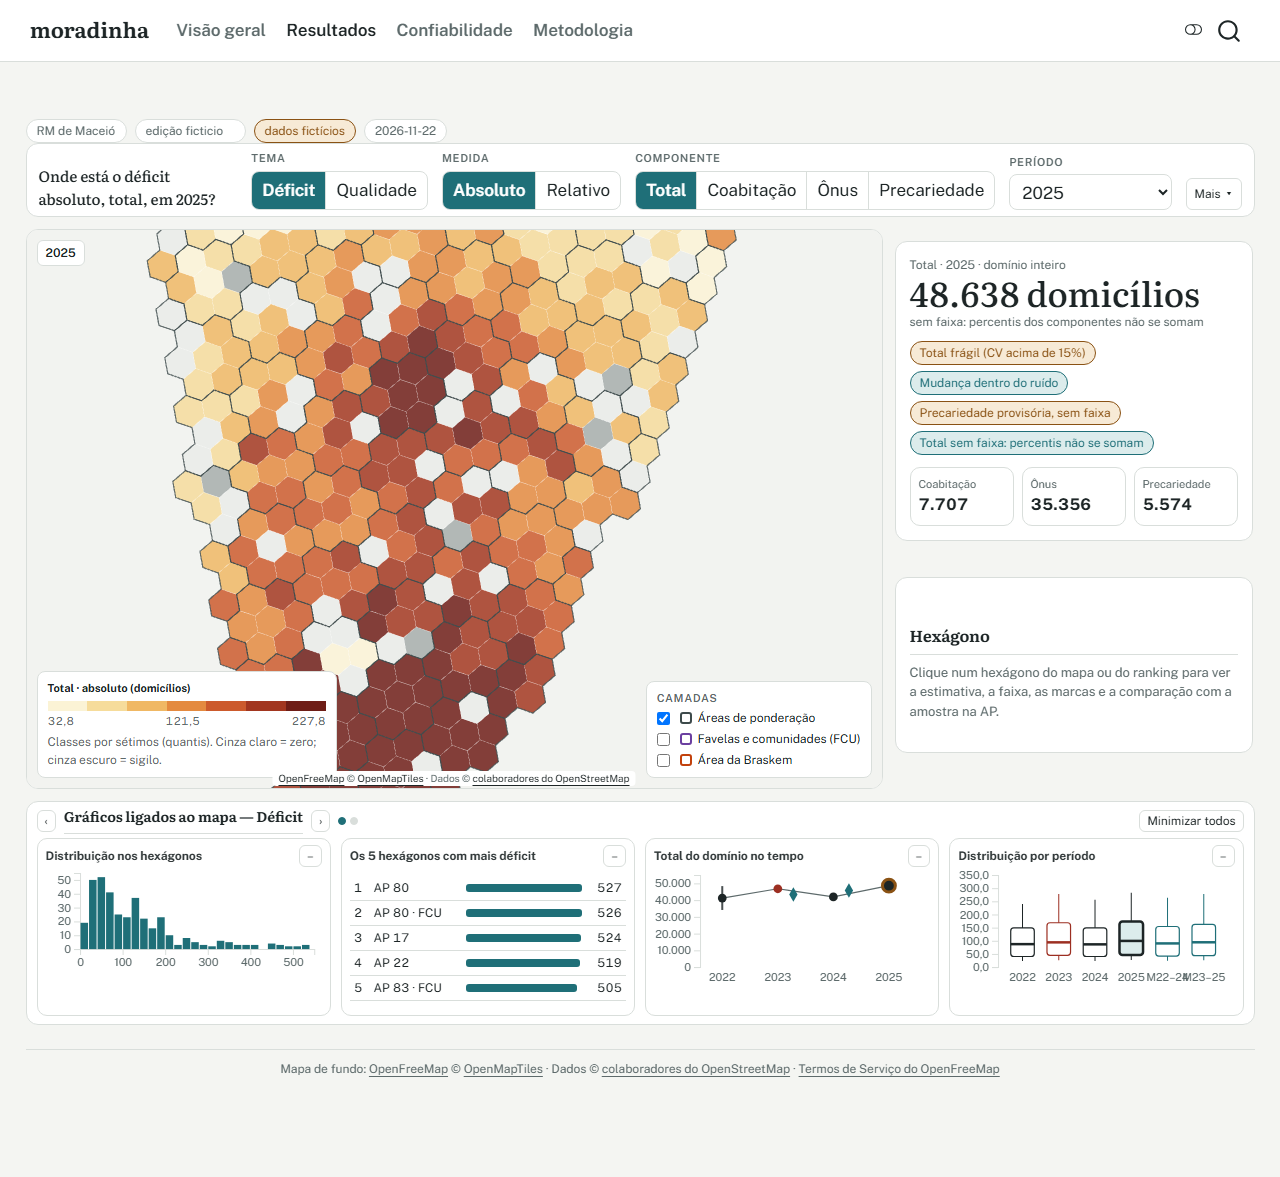 moradinha Visão geral Resultados Confiabilidade Metodologia
RM de Maceió edição ficticio dados fictícios 2026-11-22
Onde está o déficit
absoluto, total, em 2025?
TEMA
Déficit Qualidade
MEDIDA
Absoluto Relativo
COMPONENTE
Total Coabitação Ônus Precariedade
PERÍODO
2025
Mais
2025
Total · absoluto (domicílios)
32,8 121,5 227,8
Classes por sétimos (quantis). Cinza claro = zero;
cinza escuro = sigilo.
CAMADAS
Áreas de ponderação
Favelas e comunidades (FCU)
Área da Braskem
OpenFreeMap © OpenMapTiles · Dados © colaboradores do OpenStreetMap
Total · 2025 · domínio inteiro
48.638 domicílios
sem faixa: percentis dos componentes não se somam
Total frágil (CV acima de 15%)
Mudança dentro do ruído
Precariedade provisória, sem faixa
Total sem faixa: percentis não se somam
Coabitação
7.707
Ônus
35.356
Precariedade
5.574
Hexágono
Clique num hexágono do mapa ou do ranking para ver
a estimativa, a faixa, as marcas e a comparação com a
amostra na AP.
‹ Gráficos ligados ao mapa — Déficit › Minimizar todos
Distribuição nos hexágonos –
50
40
30
20
10
0
0 100 200 300 400 500
Os 5 hexágonos com mais déficit –
1 AP 80 527
2 AP 80 · FCU 526
3 AP 17 524
4 AP 22 519
5 AP 83 · FCU 505
Total do domínio no tempo –
50.000
40.000
30.000
20.000
10.000
0
2022 2023 2024 2025
Distribuição por período –
350,0
300,0
250,0
200,0
150,0
100,0
50,0
0,0
2022 2023 2024 2025 M22–24 M23–25
Mapa de fundo: OpenFreeMap © OpenMapTiles · Dados © colaboradores do OpenStreetMap · Termos de Serviço do OpenFreeMap